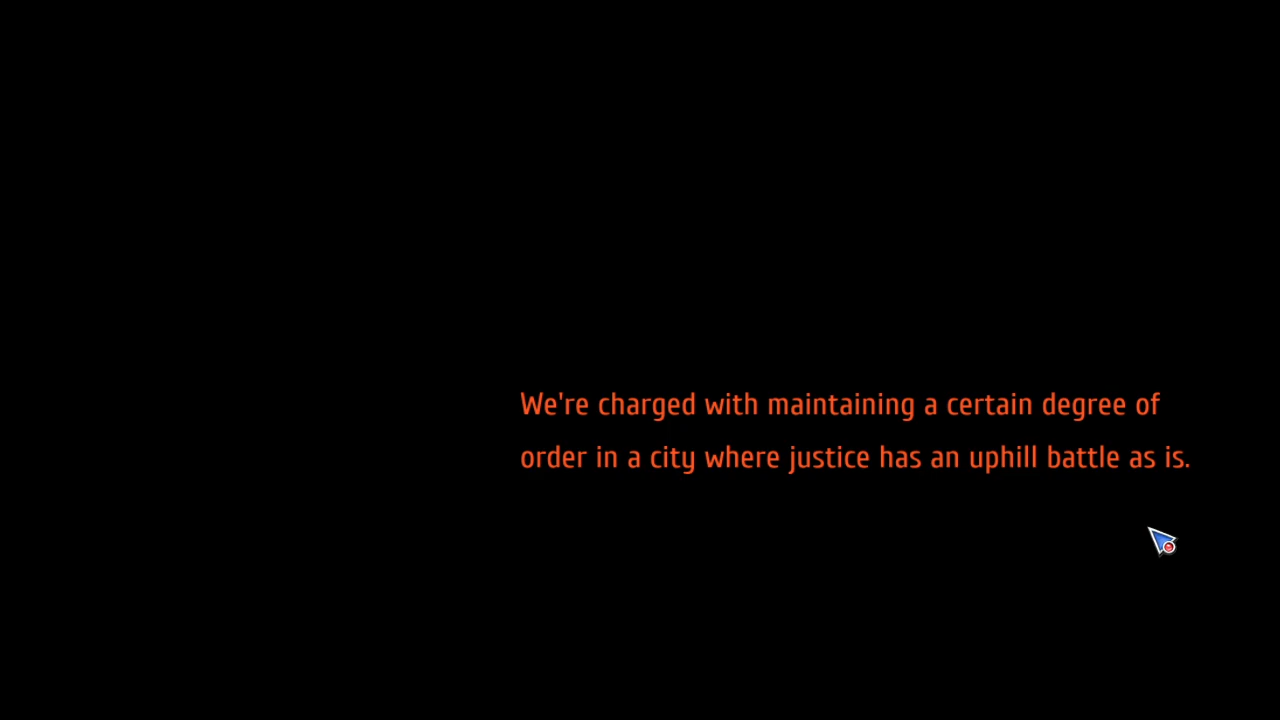 We're charged with maintaining a certain degree of
order in a city where justice has an uphill battle as is.